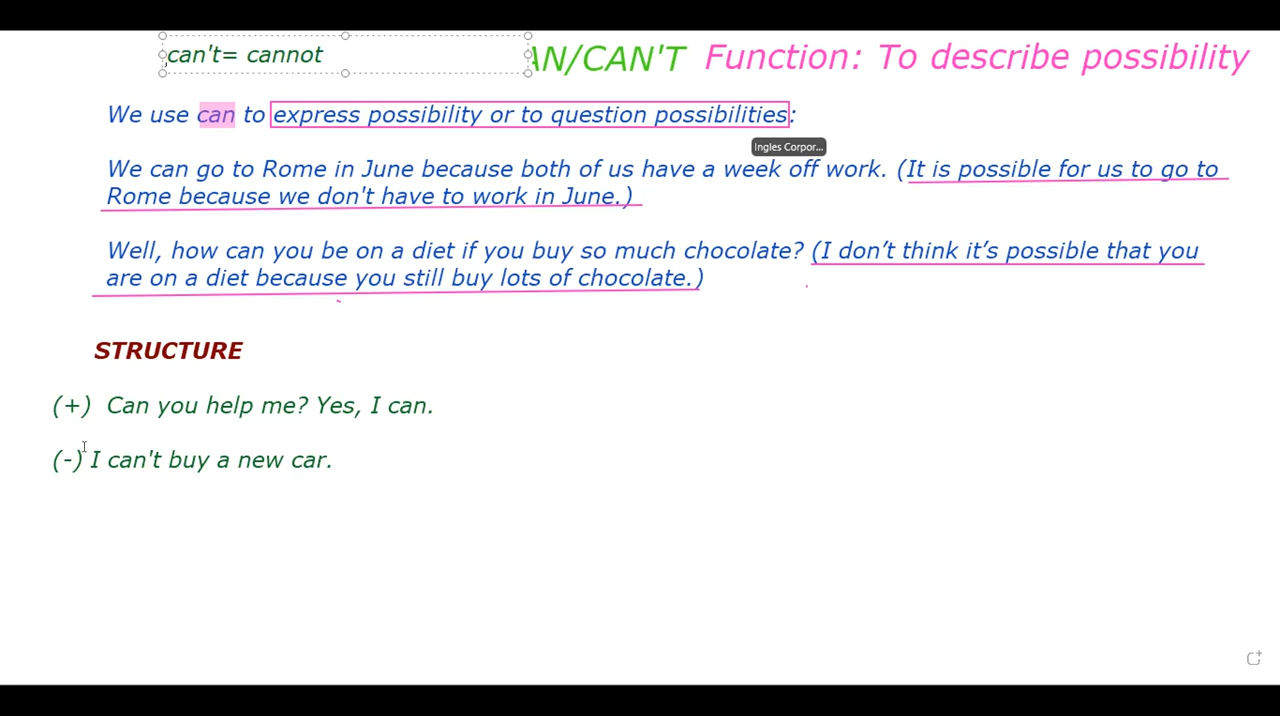 can't= cannot
AN/CAN'T Function: To describe possibility
We use can to express possibility or to question possibilities:
Ingles Corpor...
We can go to Rome in June because both of us have a week off work. (It is possible for us to go to
Rome because we don't have to work in June.)
Well, how can you be on a diet if you buy so much chocolate? (I don’t think it’s possible that you
are on a diet because you still buy lots of chocolate.)
STRUCTURE
(+) Can you help me? Yes, I can.
(-) I can't buy a new car.